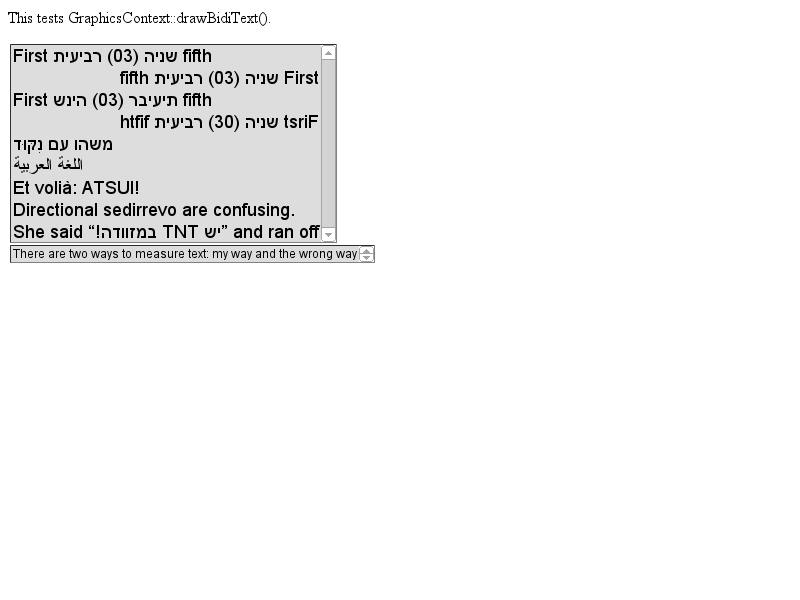 First שניה (03) רביעית fifth
First שניה (03) רביעית fifth
First תיעיבר (03) הינש fifth
tsriF שניה (30) רביעית htfif
משהו עם נִקּוּד
اللغة العربية
Et voilà: ATSUI!
Directional sedirrevo are confusing.
She said “יש TNT במזוודה!” and ran off
There are two ways to measure text: my way and the wrong way
This tests GraphicsContext::drawBidiText().